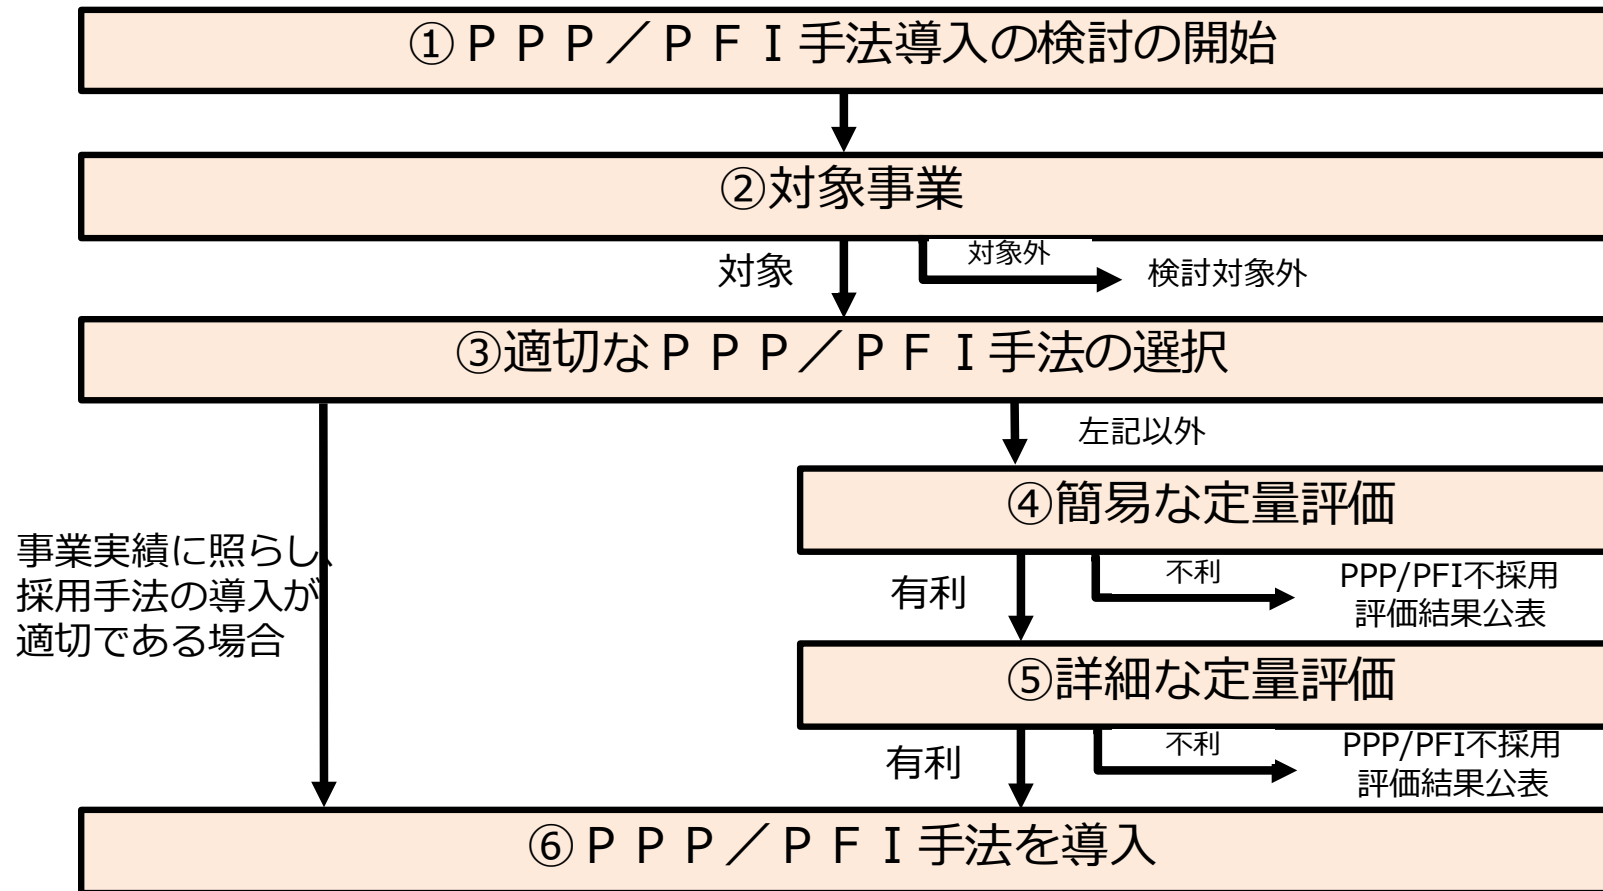 ①ＰＰＰ／ＰＦＩ手法導入の検討の開始
②対象事業
対象
対象外
検討対象外
③適切なＰＰＰ／ＰＦＩ手法の選択
左記以外
事業実績に照らし、
採用手法の導入が
適切である場合
④簡易な定量評価
有利
不利
PPP/PFI不採用
評価結果公表
⑤詳細な定量評価
有利
不利
PPP/PFI不採用
評価結果公表
⑥ＰＰＰ／ＰＦＩ手法を導入